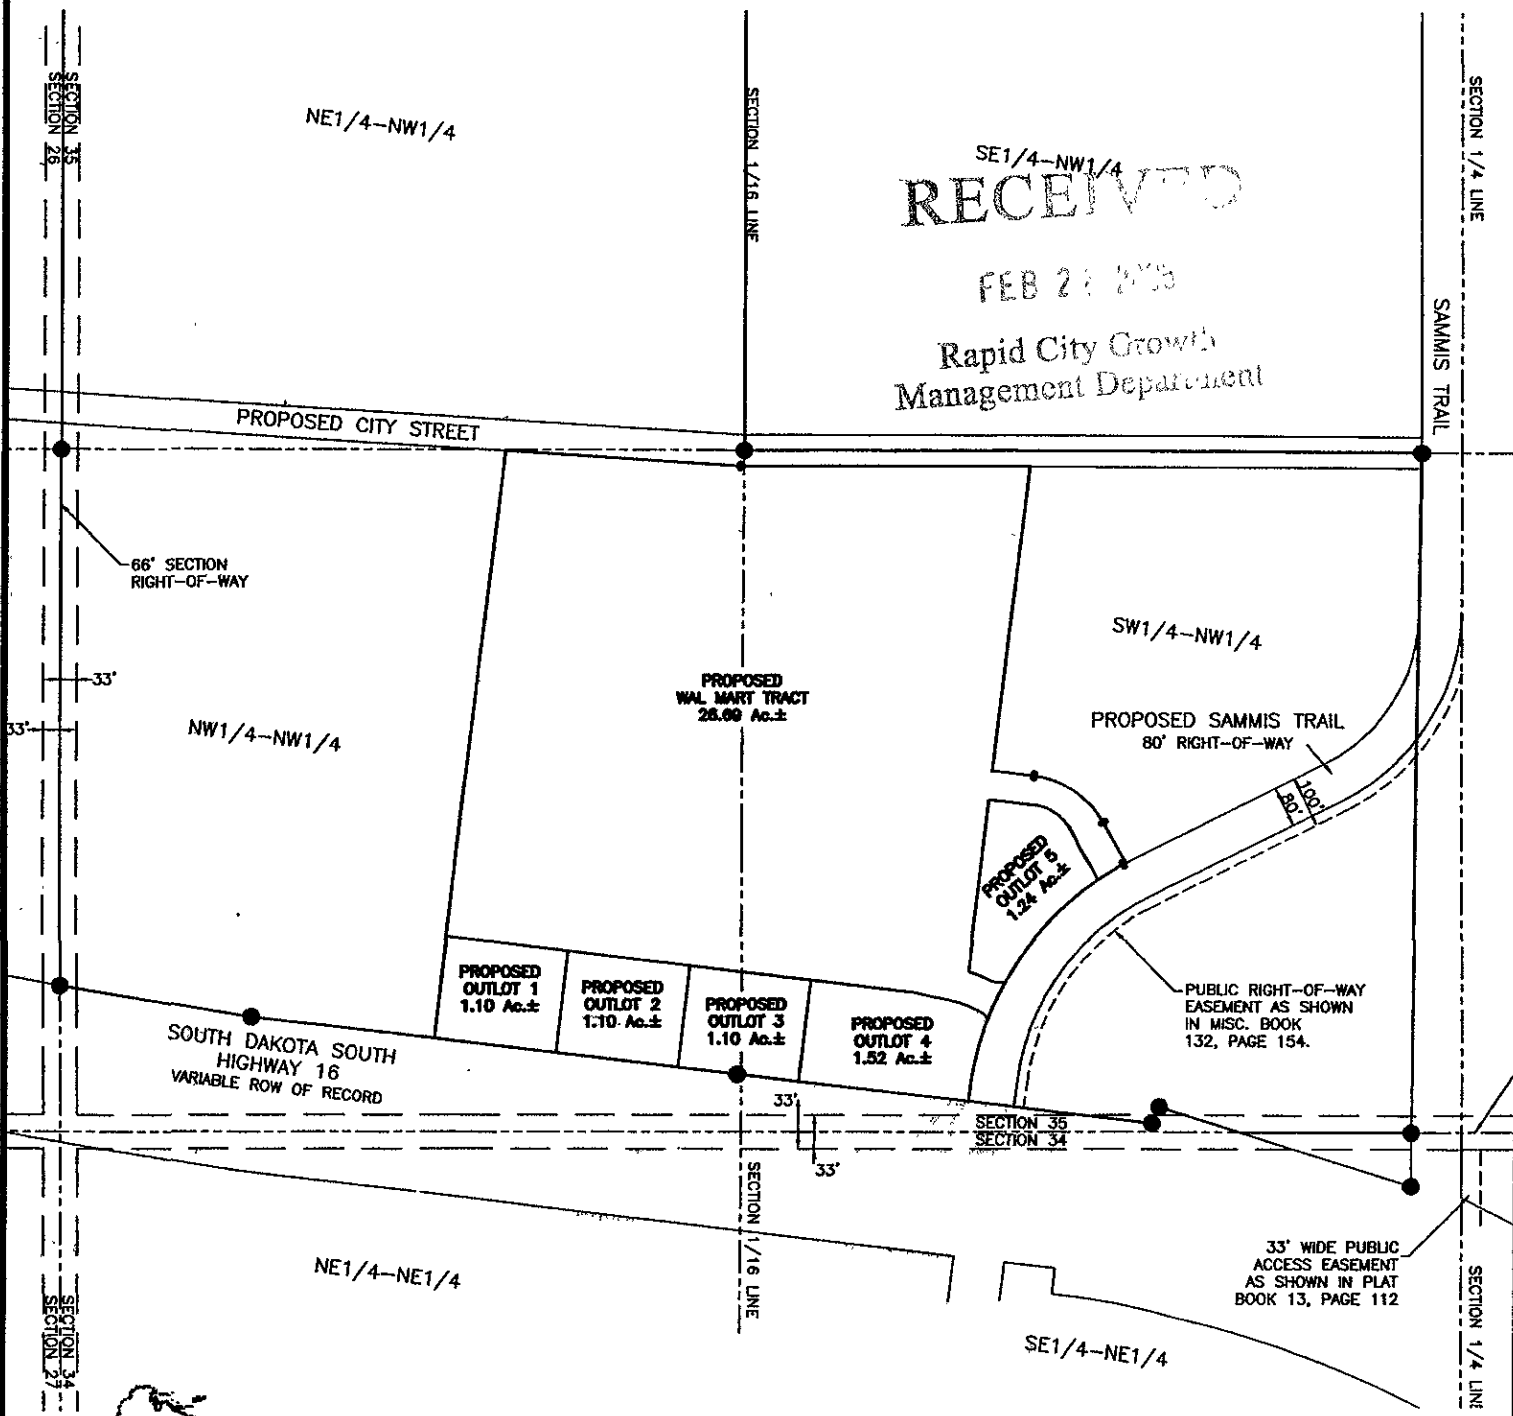 SECTION 35
SECTION 26
NE1/4-NW1/4
SECTION 1/16 LINE
SE1/4-NW1/4
SECTION 1/4 LINE
RECEIVED
FEB
Rapid City Growth
Management Department
SAMMIS TRAIL
PROPOSED CITY STREET
66' SECTION
RIGHT-OF-WAY
33'
33'
NW1/4-NW1/4
PROPOSED
WAL MART TRACT
26.69 Ac.±
SW1/4-NW1/4
PROPOSED SAMMIS TRAIL
80' RIGHT-OF-WAY
100'
80'
PROPOSED
OUTLOT 5
1.24 Ac.±
PROPOSED
OUTLOT 1
1.10 Ac.±
PROPOSED
OUTLOT 2
1.10 Ac.±
PROPOSED
OUTLOT 3
1.10 Ac.±
PROPOSED
OUTLOT 4
1.52 Ac.±
PUBLIC RIGHT-OF-WAY
EASEMENT AS SHOWN
IN MISC. BOOK
132, PAGE 154.
SOUTH DAKOTA SOUTH
HIGHWAY 16
VARIABLE ROW OF RECORD
33'
33'
SECTION 35
SECTION 34
SECTION 1/16 LINE
NE1/4-NE1/4
33' WIDE PUBLIC
ACCESS EASEMENT
AS SHOWN IN PLAT
BOOK 13, PAGE 112
SE1/4-NE1/4
SECTION 1/4 LINE
SECTION 34
SECTION 27